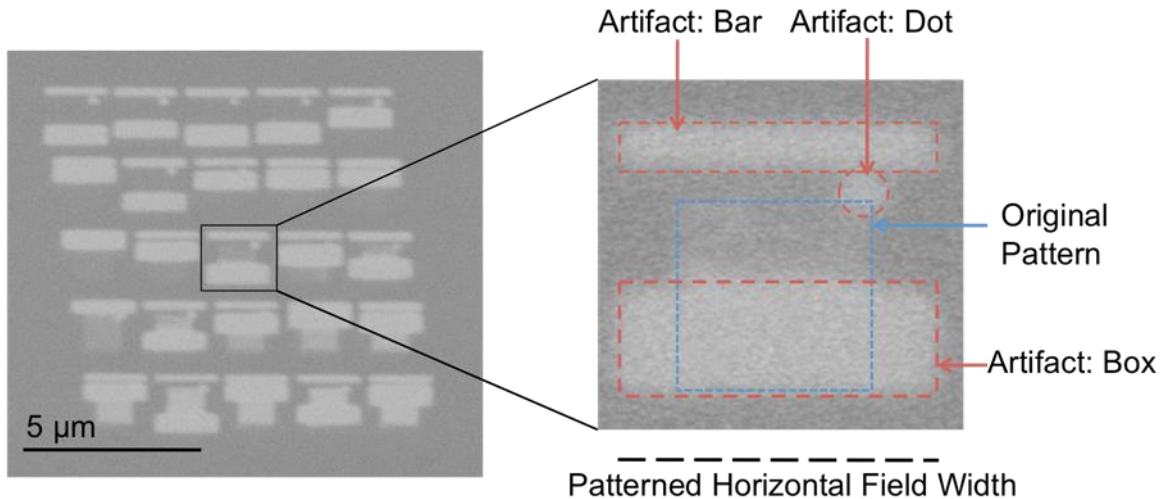 Artifact: Bar
Artifact: Dot
Original
Pattern
Artifact: Box
5 µm
Patterned Horizontal Field Width